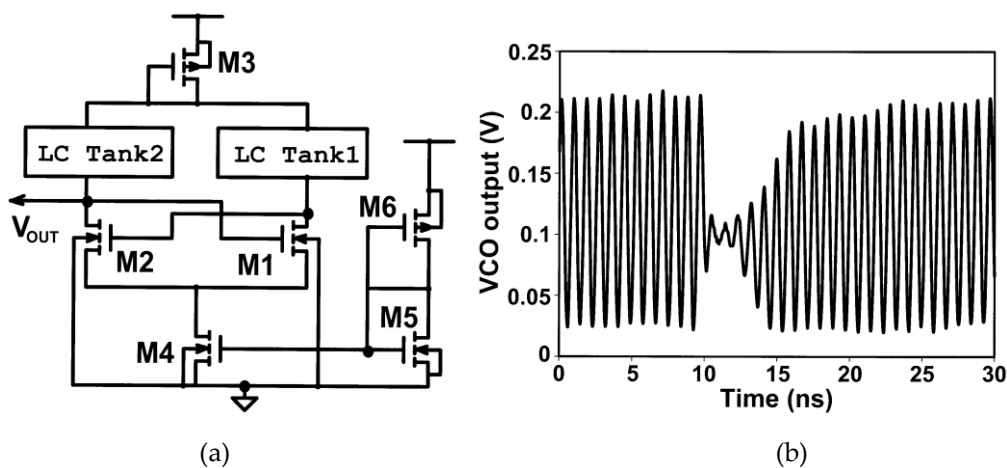 M3
LC Tank2
LC Tank1
V_OUT
M2
M1
M6
M4
M5
(a)
VCO output (V)
0.25
0.2
0.15
0.1
0.05
0
0 5 10 15 20 25 30
Time (ns)
(b)